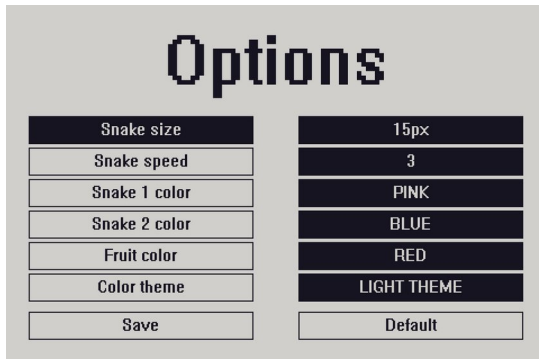 Options
Snake size 15px
Snake speed 3
Snake 1 color PINK
Snake 2 color BLUE
Fruit color RED
Color theme LIGHT THEME
Save Default